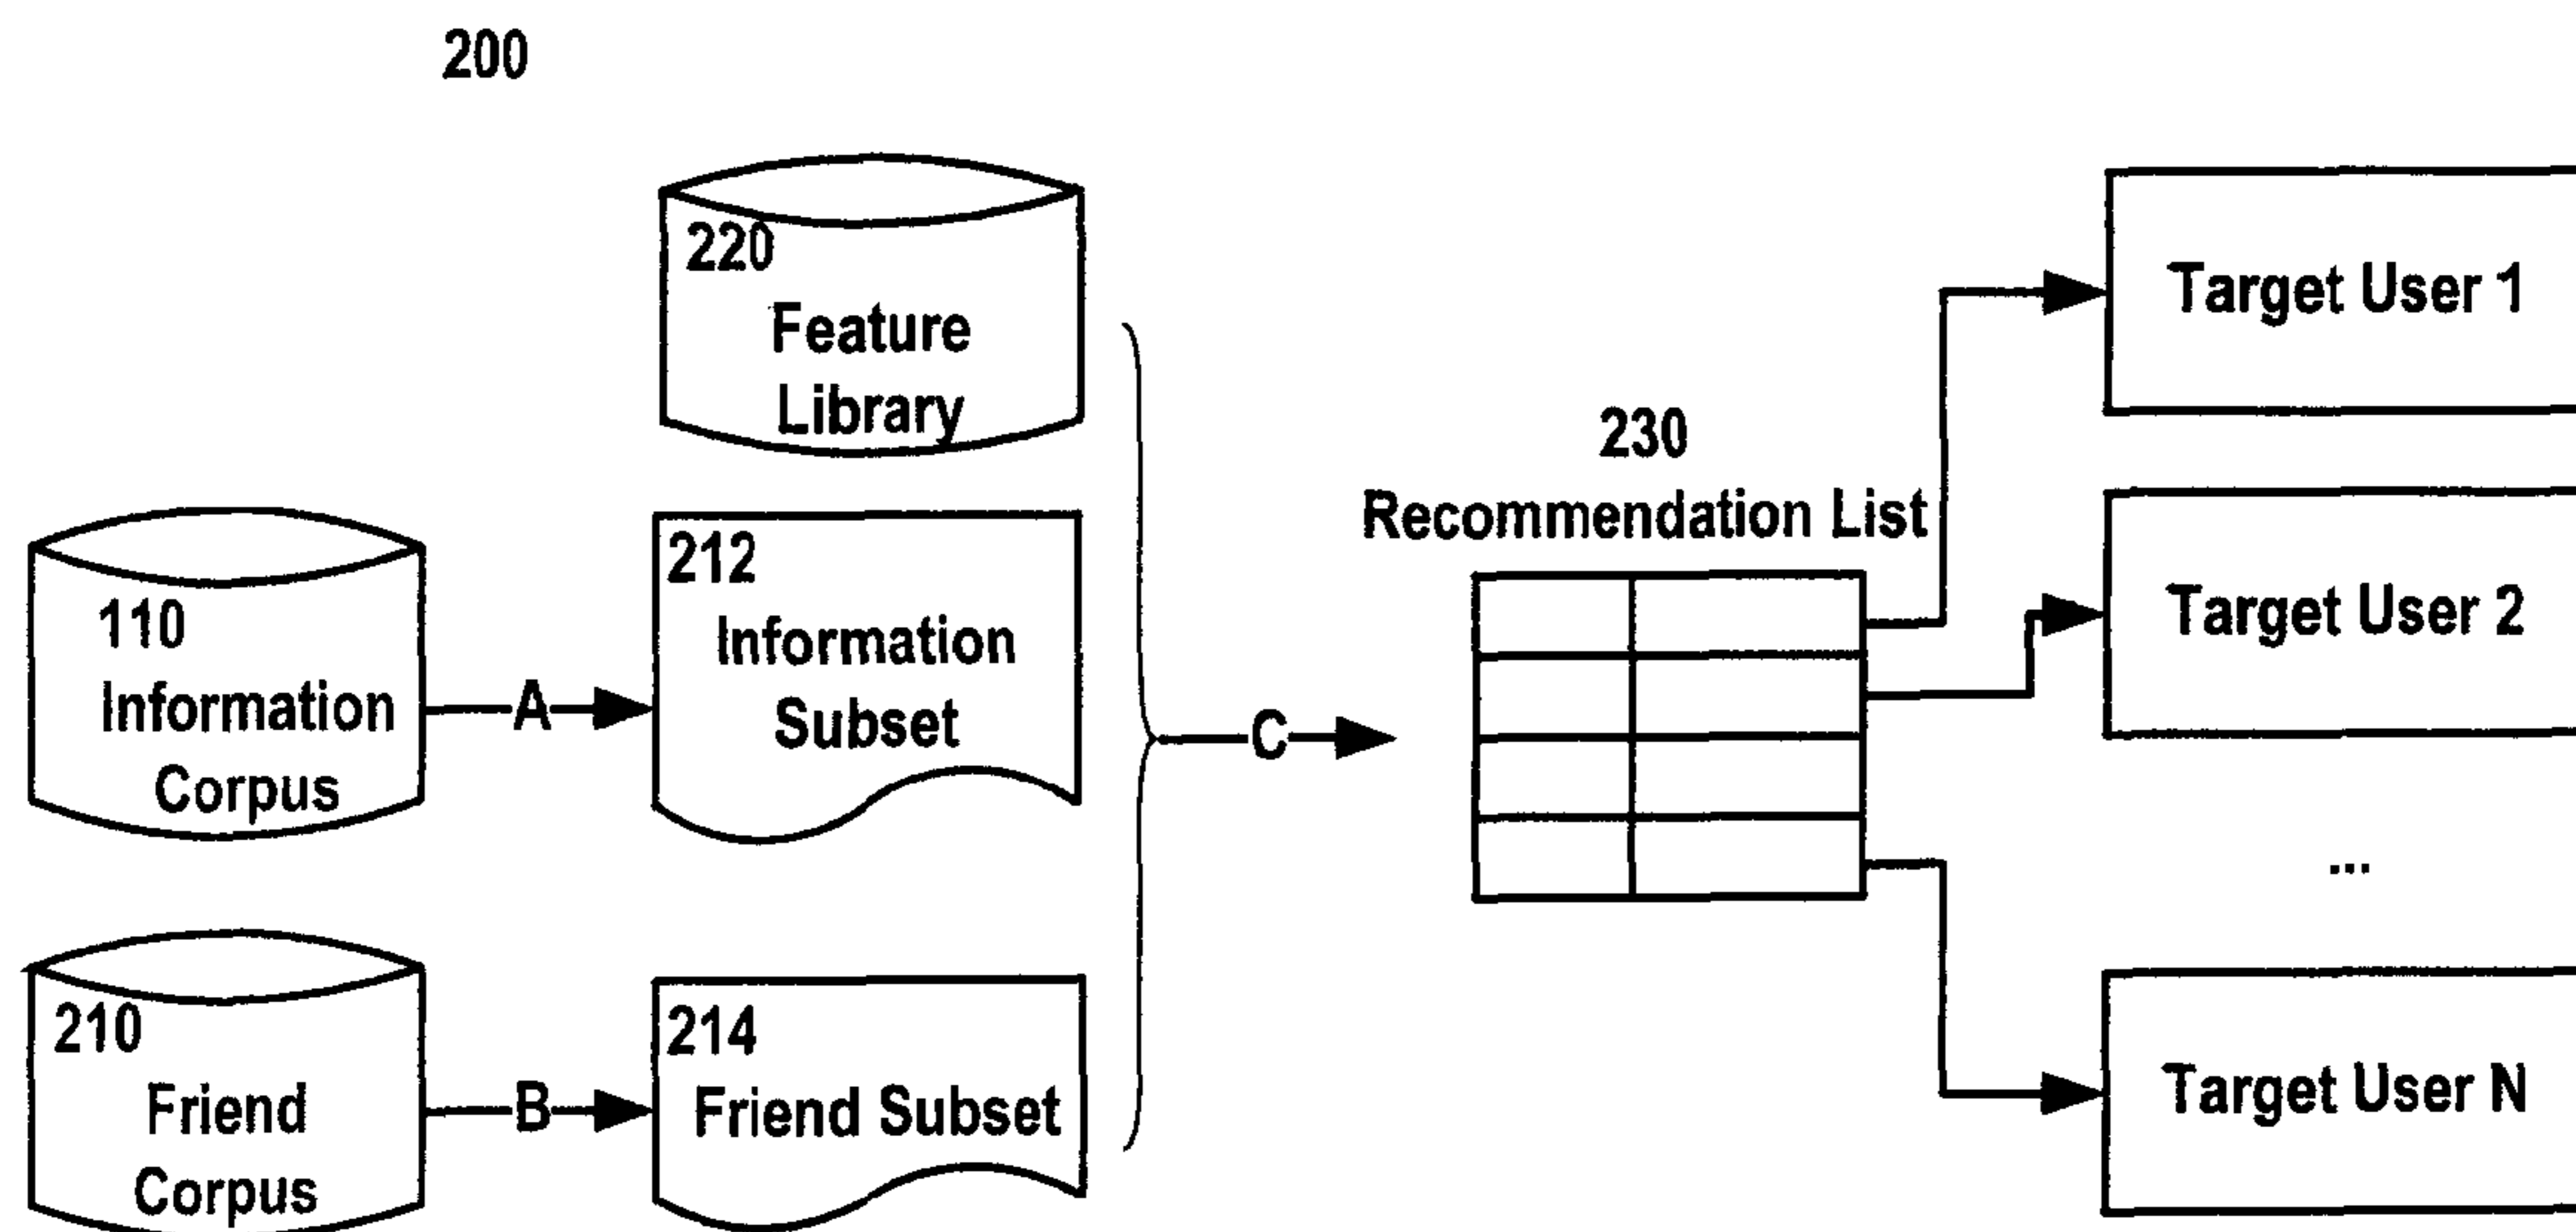 200
220
Feature
Library
110
Information
Corpus
A
212
Information
Subset
210
Friend
Corpus
B
214
Friend Subset
C
230
Recommendation List
Target User 1
Target User 2
...
Target User N